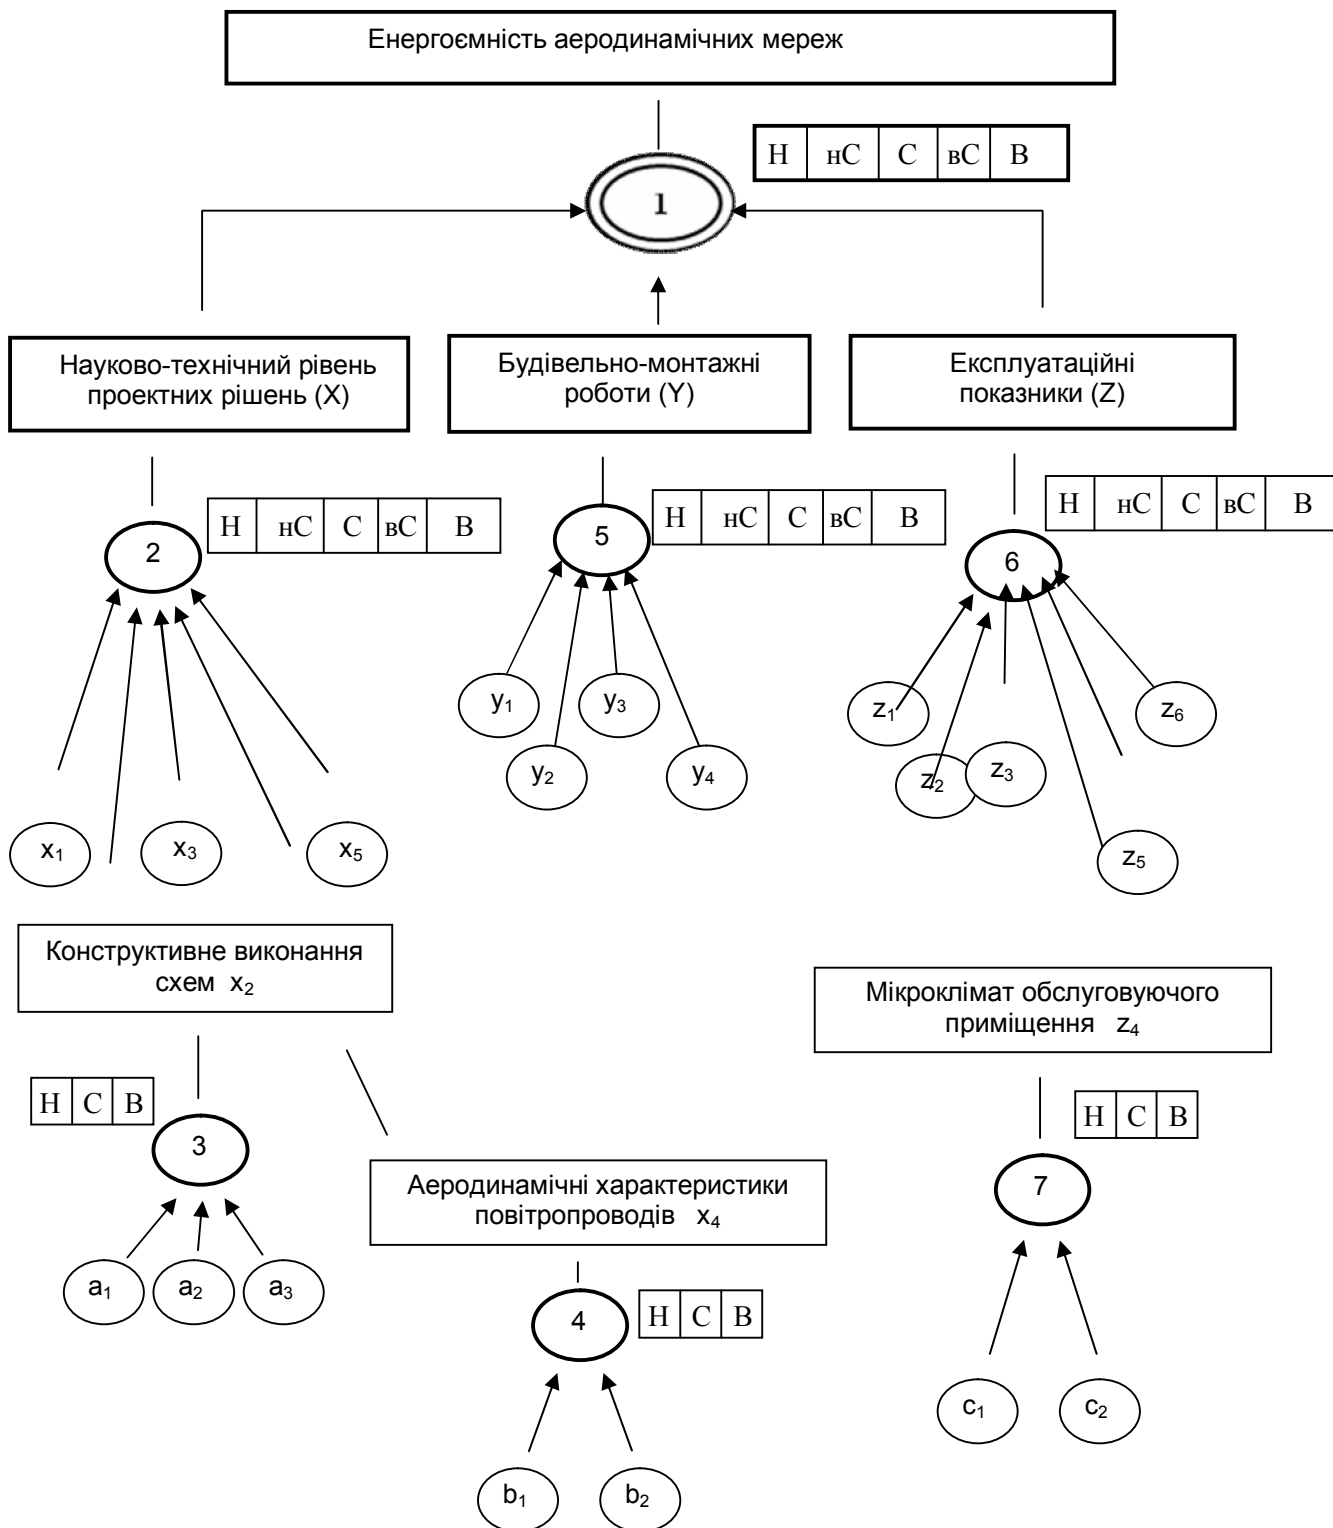 Енергоємність аеродинамічних мереж
Н нС С вС В
1
Науково-технічний рівень
проектних рішень (X)
Будівельно-монтажні
роботи (Y)
Експлуатаційні
показники (Z)
2
Н нС С вС В
5
Н нС С вС В
6
Н нС С вС В
y₁
y₃
y₂
y₄
z₁
z₆
z₂
z₃
z₅
x₁
x₃
x₅
Конструктивне виконання
схем x₂
Мікроклімат обслуговуючого
приміщення z₄
Н С В
3
Н С В
7
Аеродинамічні характеристики
повітропроводів x₄
a₁
a₂
a₃
4
Н С В
c₁
c₂
b₁
b₂